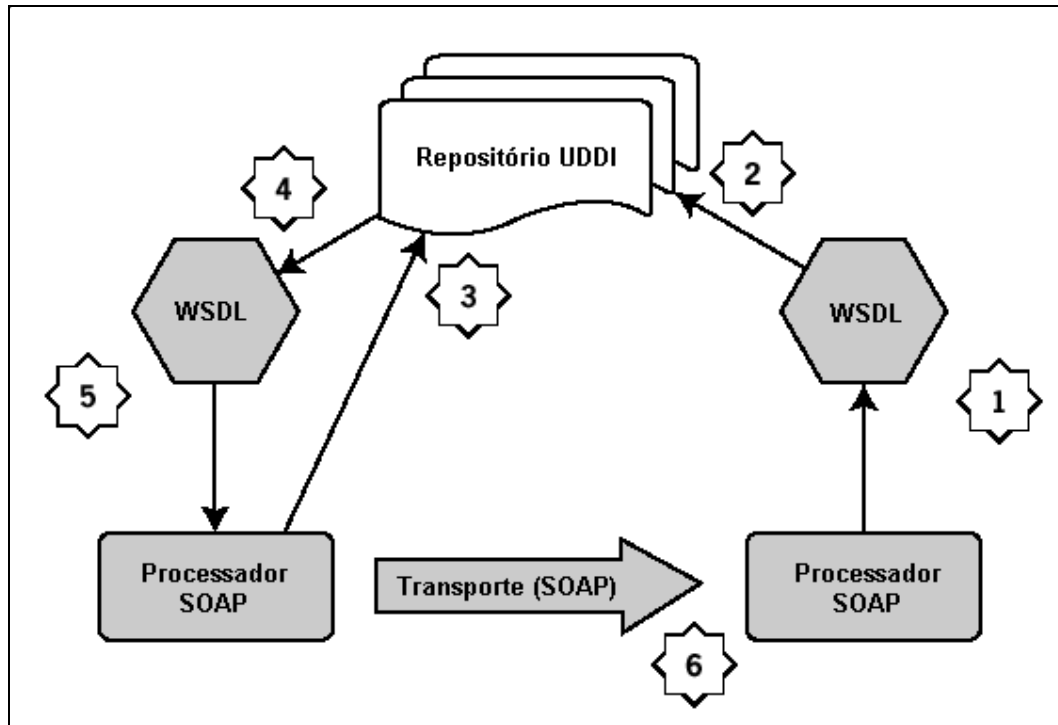 Repositório UDDI
2
4
3
WSDL
WSDL
5
1
Processador
SOAP
Transporte (SOAP)
Processador
SOAP
6